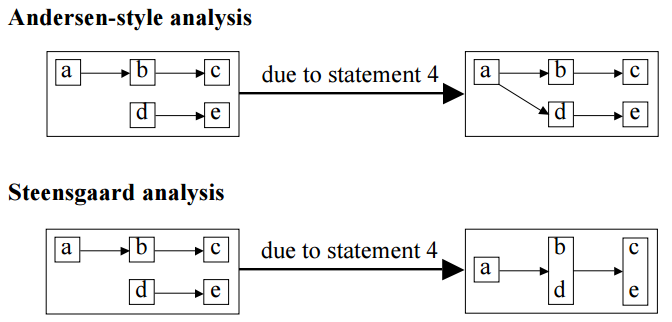 Andersen-style analysis
a b c due to statement 4 a b c
d e d e
Steensgaard analysis
a b c due to statement 4 b c
a
d e d e